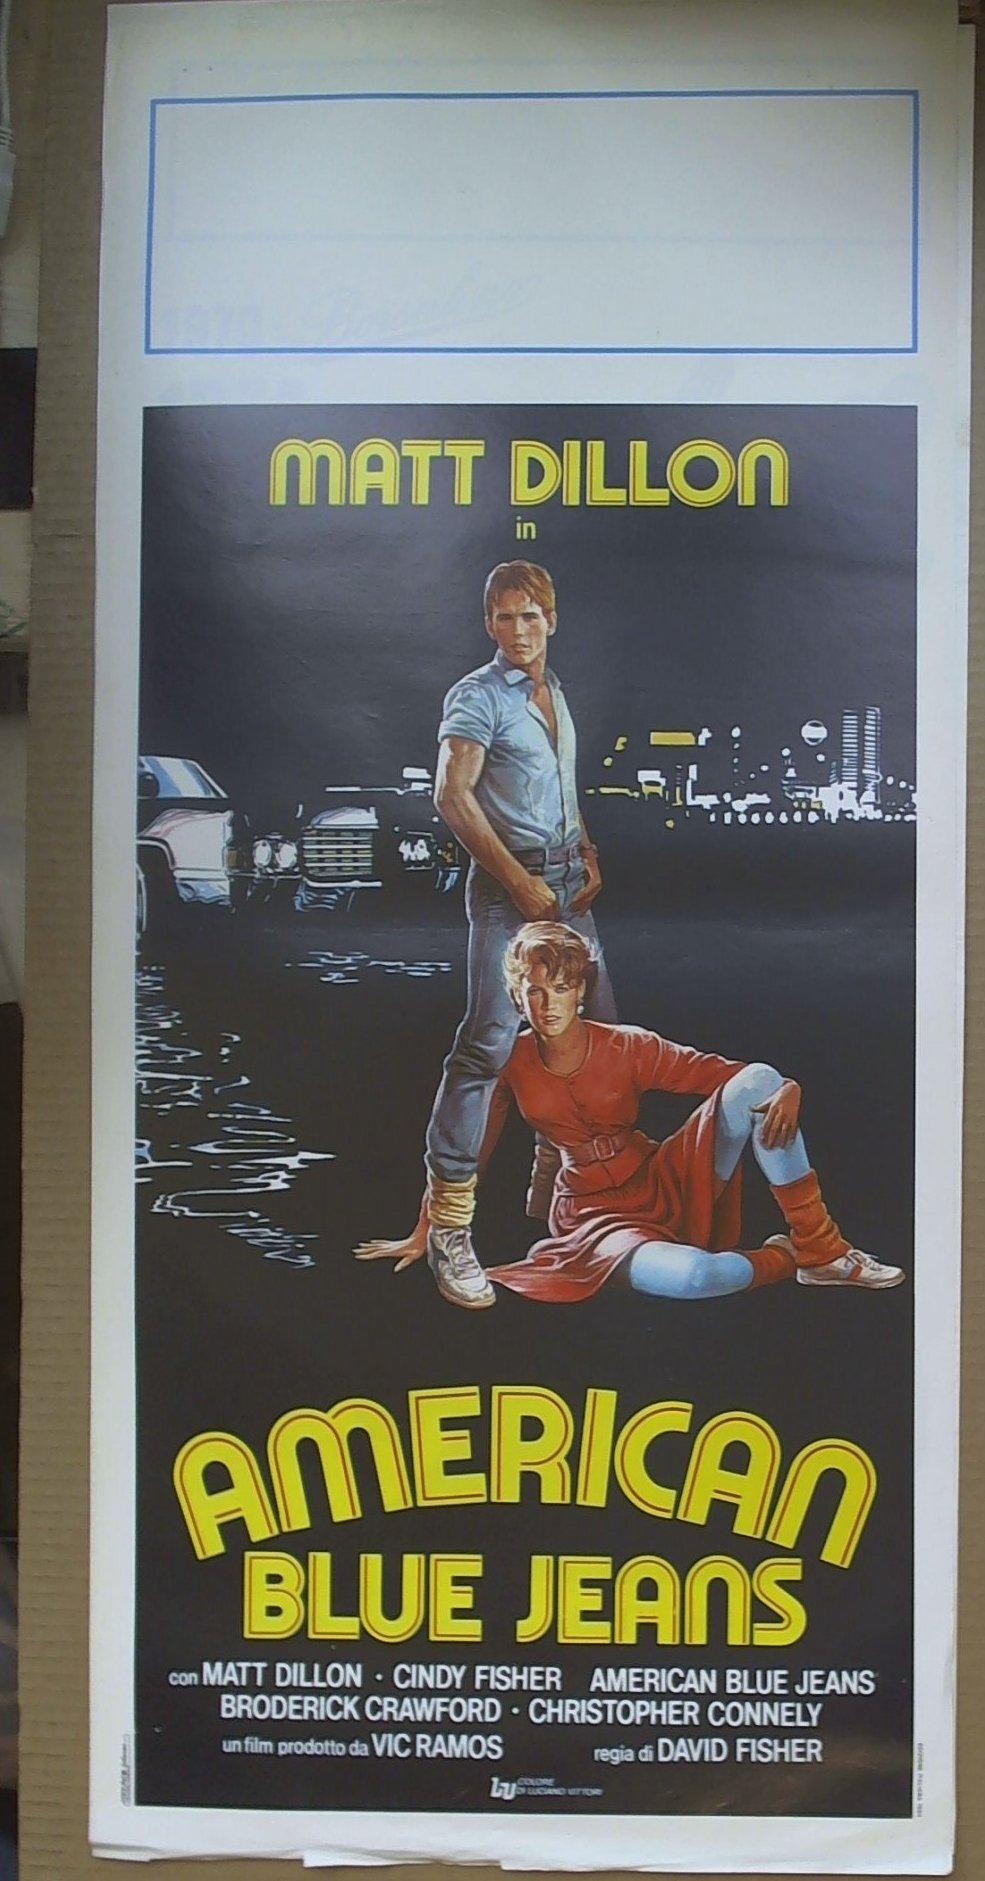 MATT DILLON
in
AMERICAN
BLUE JEANS
con MATT DILLON · CINDY FISHER AMERICAN BLUE JEANS
BRODERICK CRAWFORD · CHRISTOPHER CONNELY
un film prodotto da VIC RAMOS regia di DAVID FISHER
LV COLORE
DI LUCIANO VITTORI